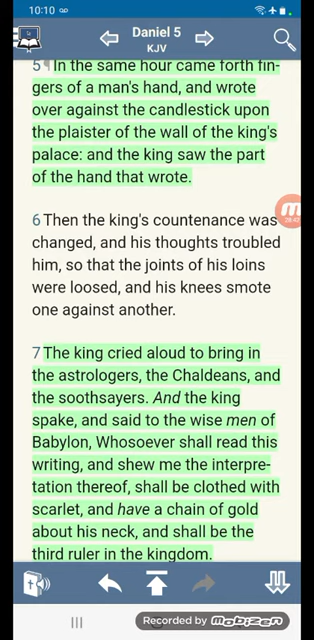 10:10
Daniel 5
KJV
5 ¶ In the same hour came forth fin-
gers of a man's hand, and wrote
over against the candlestick upon
the plaister of the wall of the king's
palace: and the king saw the part
of the hand that wrote.
6 Then the king's countenance was
changed, and his thoughts troubled
him, so that the joints of his loins
were loosed, and his knees smote
one against another.
7 The king cried aloud to bring in
the astrologers, the Chaldeans, and
the soothsayers. And the king
spake, and said to the wise men of
Babylon, Whosoever shall read this
writing, and shew me the interpre-
tation thereof, shall be clothed with
scarlet, and have a chain of gold
about his neck, and shall be the
third ruler in the kingdom.
Recorded by mobizen